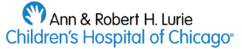 Ann & Robert H. Lurie
Children's Hospital of Chicago®